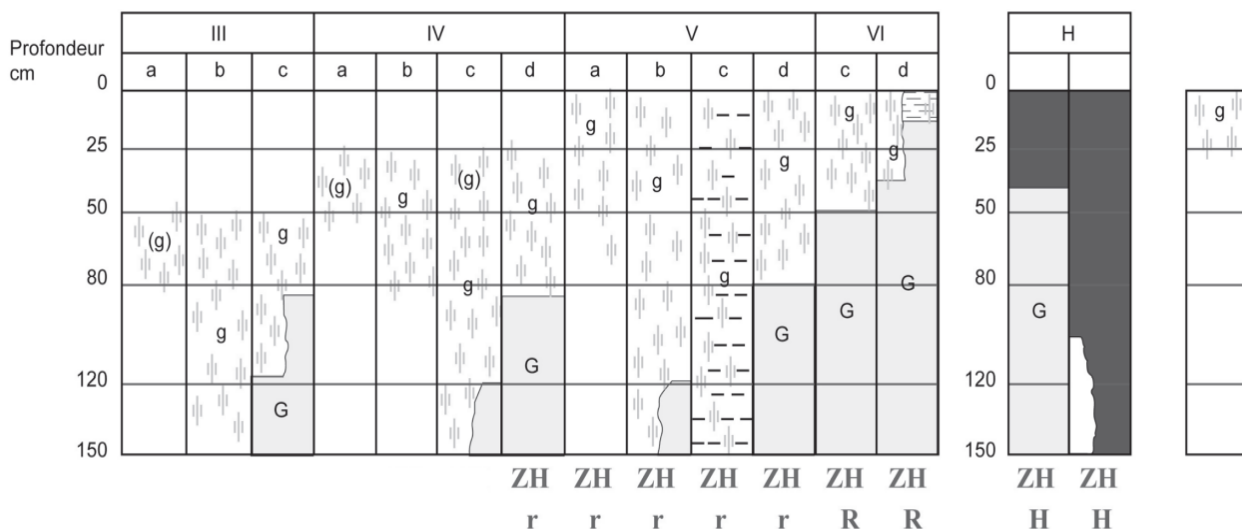 III IV V VI H
Profondeur
cm
a b c a b c d a b c d c d
0 0
g g g g
25 25
(g) g (g) g g g g
50 50
(g) g
g g
80 80
g G G G G
G
120 120
G
150 150
ZH ZH ZH ZH ZH ZH ZH ZH ZH
r r r r r R R H H